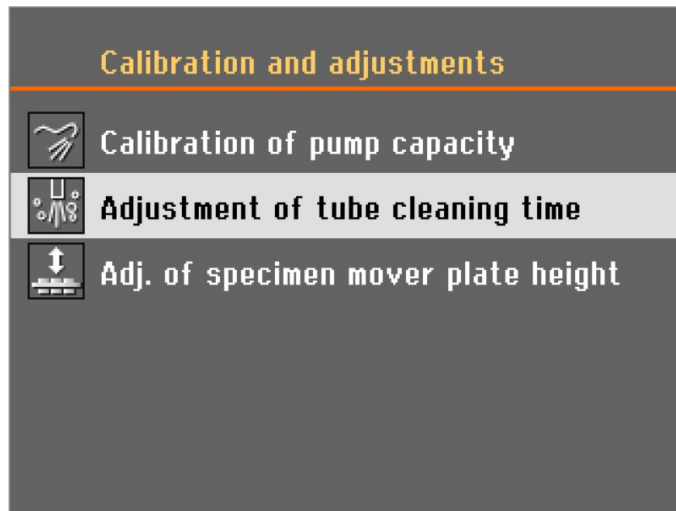 Calibration and adjustments
Calibration of pump capacity
Adjustment of tube cleaning time
Adj. of specimen mover plate height